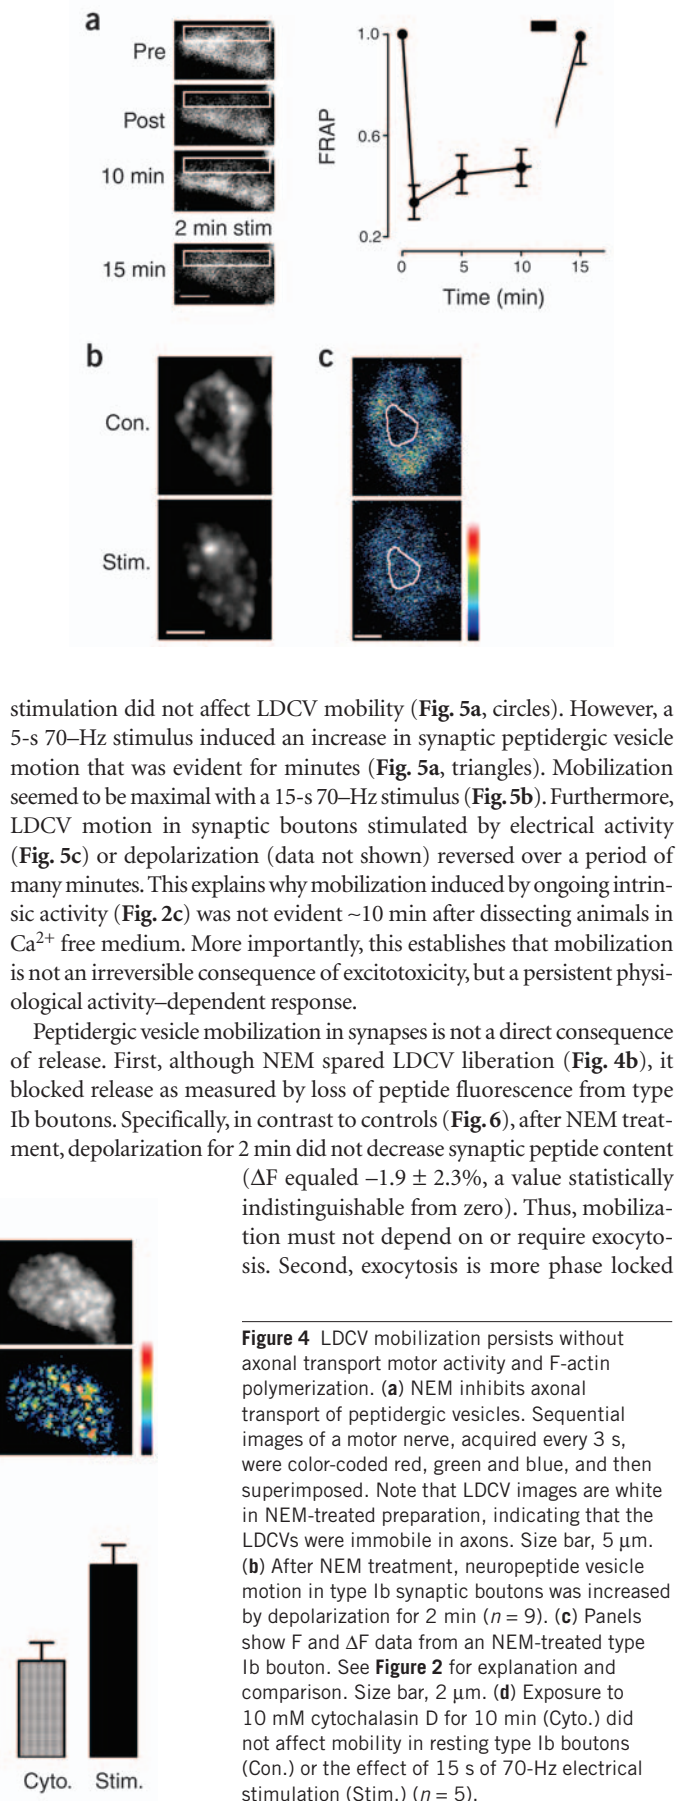 a
Pre
Post
10 min
2 min stim
15 min
1.0
0.6
0.2
FRAP
0 5 10 15
Time (min)
b
c
Con.
Stim.
stimulation did not affect LDCV mobility (Fig. 5a, circles). However, a
5-s 70–Hz stimulus induced an increase in synaptic peptidergic vesicle
motion that was evident for minutes (Fig. 5a, triangles). Mobilization
seemed to be maximal with a 15-s 70–Hz stimulus (Fig. 5b). Furthermore,
LDCV motion in synaptic boutons stimulated by electrical activity
(Fig. 5c) or depolarization (data not shown) reversed over a period of
many minutes. This explains why mobilization induced by ongoing intrin-
sic activity (Fig. 2c) was not evident ~10 min after dissecting animals in
Ca2+ free medium. More importantly, this establishes that mobilization
is not an irreversible consequence of excitotoxicity, but a persistent physi-
ological activity–dependent response.
Peptidergic vesicle mobilization in synapses is not a direct consequence
of release. First, although NEM spared LDCV liberation (Fig. 4b), it
blocked release as measured by loss of peptide fluorescence from type
Ib boutons. Specifically, in contrast to controls (Fig. 6), after NEM treat-
ment, depolarization for 2 min did not decrease synaptic peptide content
(ΔF equaled –1.9 ± 2.3%, a value statistically
indistinguishable from zero). Thus, mobiliza-
tion must not depend on or require exocyto-
sis. Second, exocytosis is more phase locked
Figure 4 LDCV mobilization persists without
axonal transport motor activity and F-actin
polymerization. (a) NEM inhibits axonal
transport of peptidergic vesicles. Sequential
images of a motor nerve, acquired every 3 s,
were color-coded red, green and blue, and then
superimposed. Note that LDCV images are white
in NEM-treated preparation, indicating that the
LDCVs were immobile in axons. Size bar, 5 μm.
(b) After NEM treatment, neuropeptide vesicle
motion in type Ib synaptic boutons was increased
by depolarization for 2 min (n = 9). (c) Panels
show F and ΔF data from an NEM-treated type
Ib bouton. See Figure 2 for explanation and
comparison. Size bar, 2 μm. (d) Exposure to
10 mM cytochalasin D for 10 min (Cyto.) did
not affect mobility in resting type Ib boutons
(Con.) or the effect of 15 s of 70-Hz electrical
stimulation (Stim.) (n = 5).
Cyto. Stim.